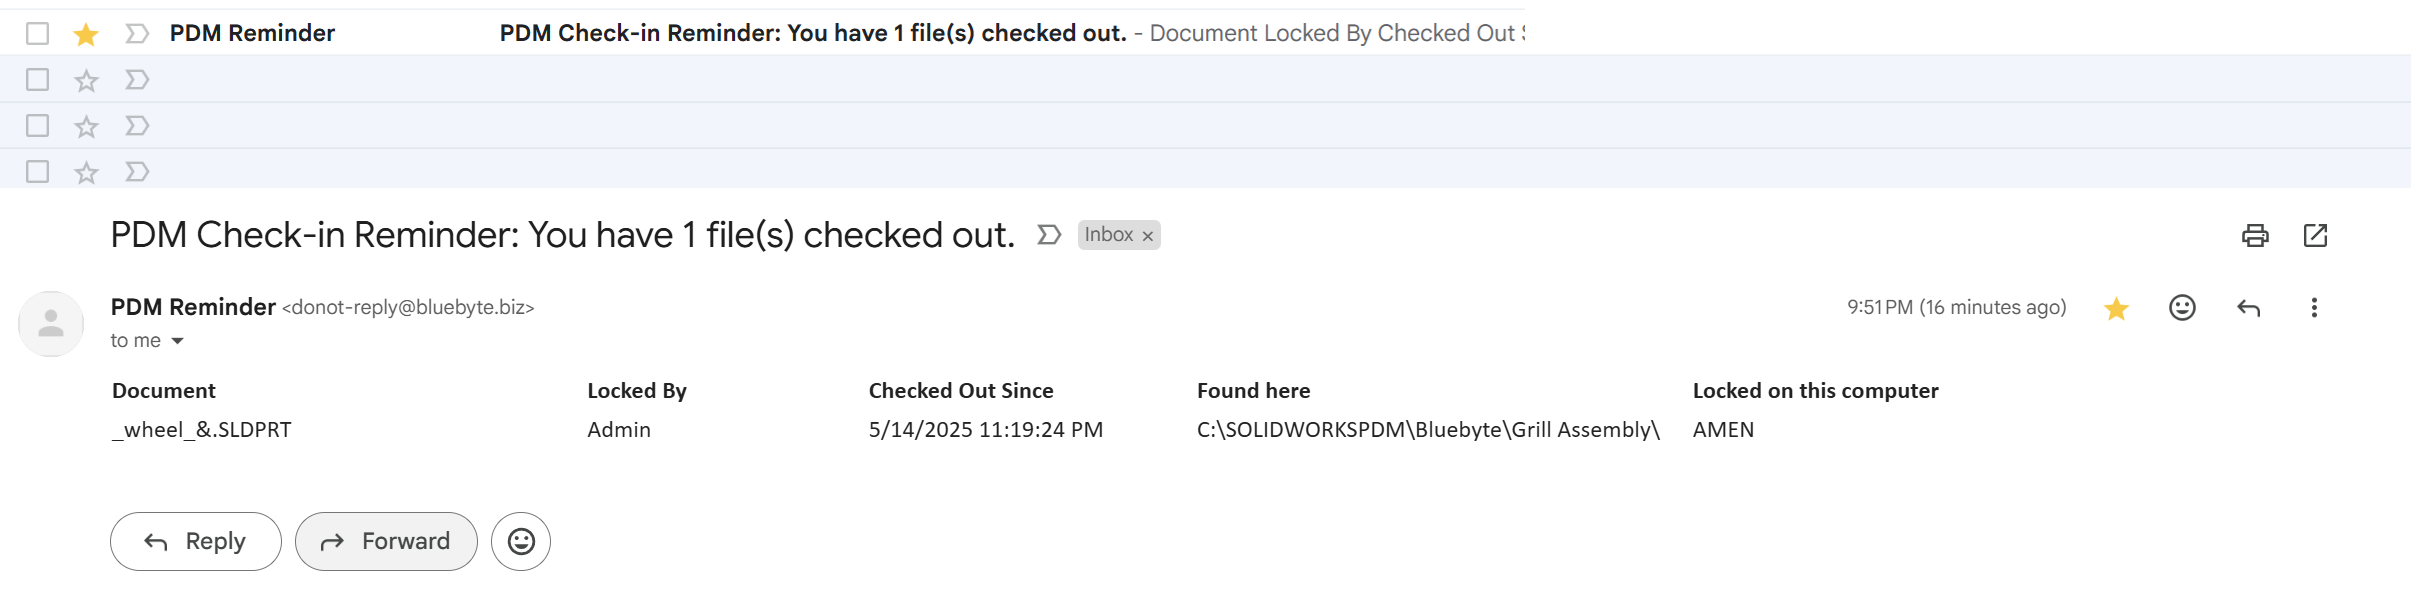 PDM Reminder PDM Check-in Reminder: You have 1 file(s) checked out. - Document Locked By Checked Out
PDM Check-in Reminder: You have 1 file(s) checked out. Inbox ×
PDM Reminder <donot-reply@bluebyte.biz> 9:51 PM (16 minutes ago)
to me
Document Locked By Checked Out Since Found here Locked on this computer
_wheel_&.SLDPRT Admin 5/14/2025 11:19:24 PM C:\SOLIDWORKSPDM\Bluebyte\Grill Assembly\ AMEN
Reply Forward